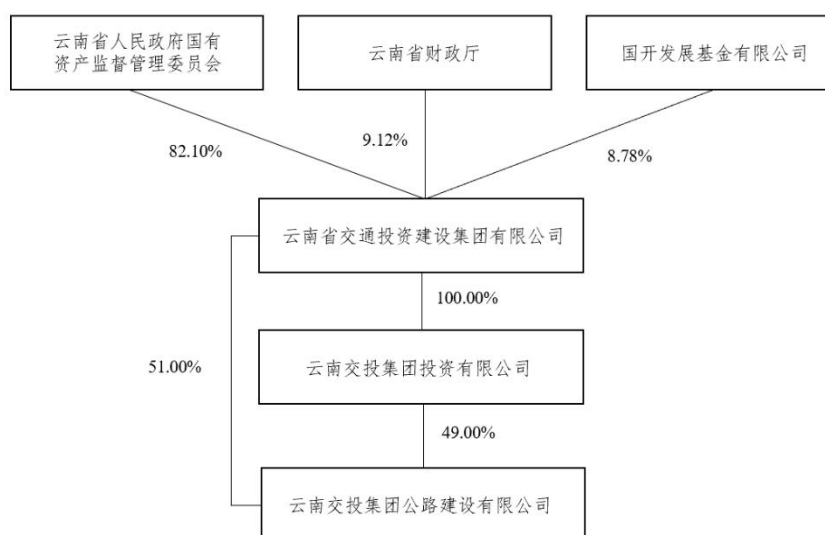 云南省人民政府国有
资产监督管理委员会
云南省财政厅
国开发展基金有限公司
82.10%
9.12%
8.78%
云南省交通投资建设集团有限公司
100.00%
51.00%
云南交投集团投资有限公司
49.00%
云南交投集团公路建设有限公司